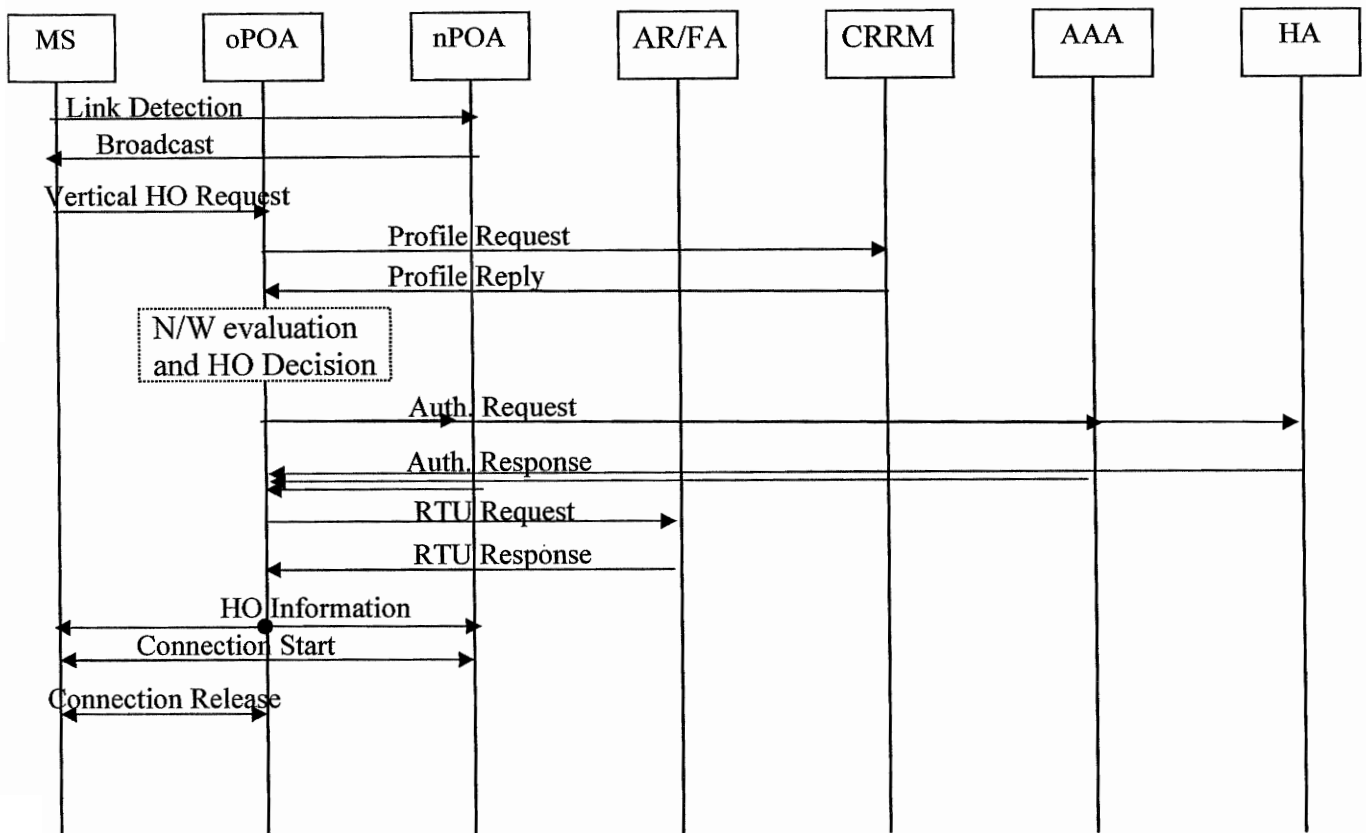 MS
oPOA
nPOA
AR/FA
CRRM
AAA
HA
Link Detection
Broadcast
Vertical HO Request
Profile Request
Profile Reply
N/W evaluation
and HO Decision
Auth. Request
Auth. Response
RTU Request
RTU Response
HO Information
Connection Start
Connection Release